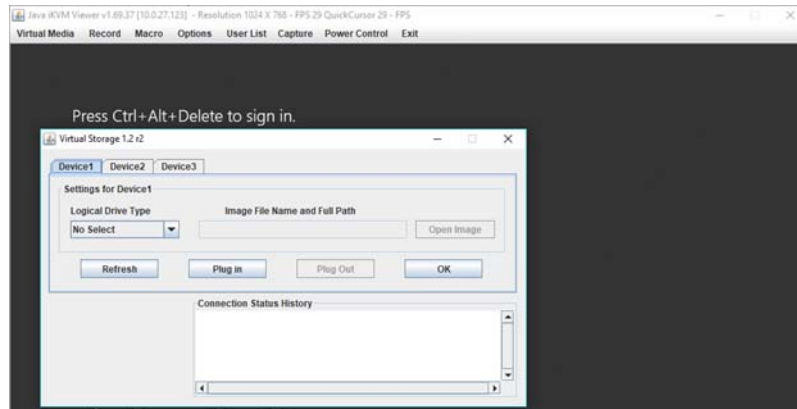 Java iKVM Viewer v1.69.37 [10.0.27.123] - Resolution 1024 X 768 - FPS 29 QuickCursor 29 - FPS
Virtual Media Record Macro Options User List Capture Power Control Exit
Press Ctrl+Alt+Delete to sign in.
Virtual Storage 1.2 r2
Device1 Device2 Device3
Settings for Device1
Logical Drive Type Image File Name and Full Path
No Select Open Image
Refresh Plug in Plug Out OK
Connection Status History